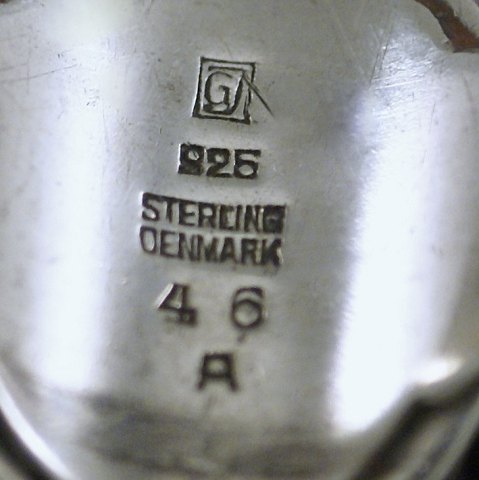 GJ
925
STERLING
DENMARK
46
A